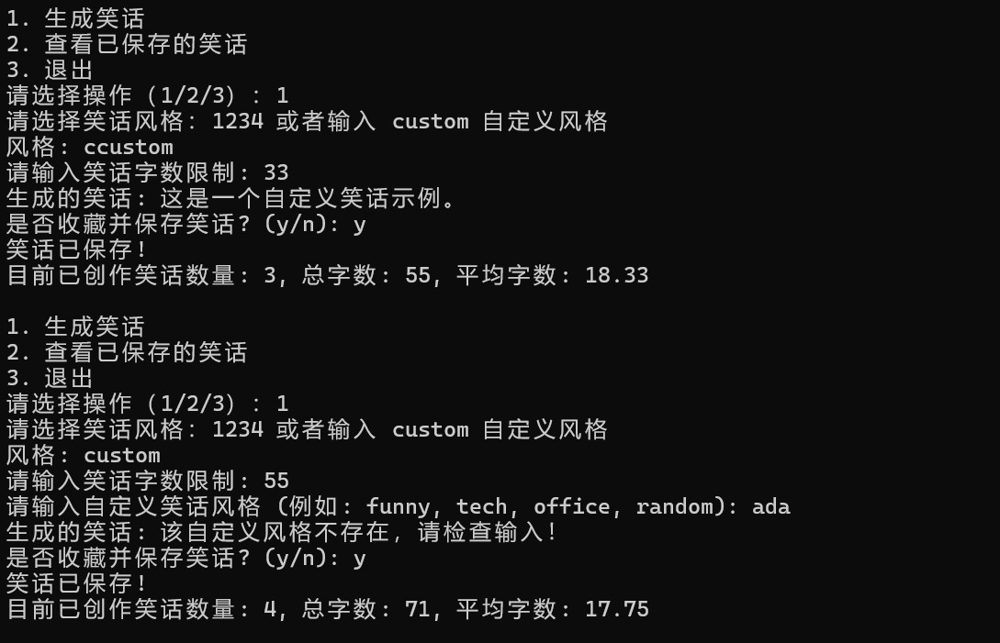 1. 生成笑话
2. 查看已保存的笑话
3. 退出
请选择操作（1/2/3）: 1
请选择笑话风格: 1234 或者输入 custom 自定义风格
风格: ccustom
请输入笑话字数限制: 33
生成的笑话: 这是一个自定义笑话示例。
是否收藏并保存笑话? (y/n): y
笑话已保存!
目前已创作笑话数量: 3, 总字数: 55, 平均字数: 18.33
1. 生成笑话
2. 查看已保存的笑话
3. 退出
请选择操作（1/2/3）: 1
请选择笑话风格: 1234 或者输入 custom 自定义风格
风格: custom
请输入笑话字数限制: 55
请输入自定义笑话风格 (例如: funny, tech, office, random): ada
生成的笑话: 该自定义风格不存在, 请检查输入!
是否收藏并保存笑话? (y/n): y
笑话已保存!
目前已创作笑话数量: 4, 总字数: 71, 平均字数: 17.75